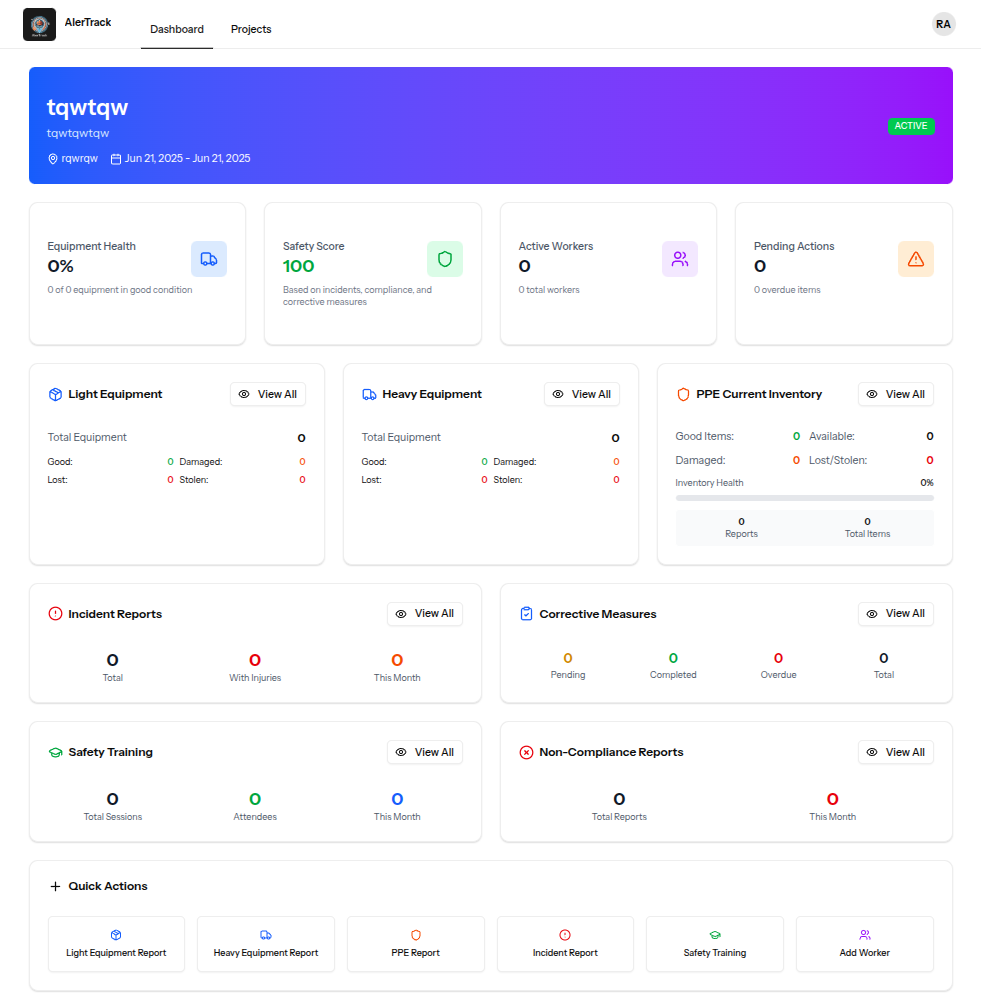 AlerTrack
Dashboard
Projects
RA
tqwtqw
tqwtqwtqw
rqwrqw
Jun 21, 2025 - Jun 21, 2025
ACTIVE
Equipment Health
0%
0 of 0 equipment in good condition
Safety Score
100
Based on incidents, compliance, and
corrective measures
Active Workers
0
0 total workers
Pending Actions
0
0 overdue items
Light Equipment
View All
Total Equipment 0
Good: 0 Damaged: 0
Lost: 0 Stolen: 0
Heavy Equipment
View All
Total Equipment 0
Good: 0 Damaged: 0
Lost: 0 Stolen: 0
PPE Current Inventory
View All
Good Items: 0 Available: 0
Damaged: 0 Lost/Stolen: 0
Inventory Health 0%
0 0
Reports Total Items
Incident Reports
View All
0 0 0
Total With Injuries This Month
Corrective Measures
View All
0 0 0 0
Pending Completed Overdue Total
Safety Training
View All
0 0 0
Total Sessions Attendees This Month
Non-Compliance Reports
View All
0 0
Total Reports This Month
Quick Actions
Light Equipment Report
Heavy Equipment Report
PPE Report
Incident Report
Safety Training
Add Worker